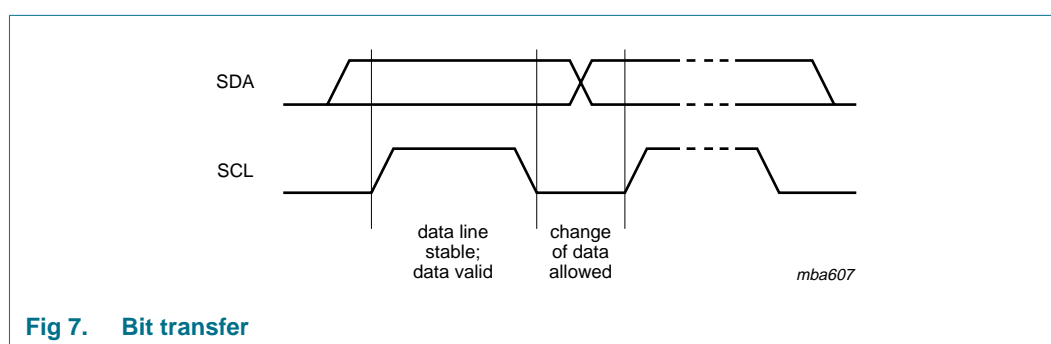 SDA
SCL
data line
stable;
data valid
change
of data
allowed
mba607
Fig 7. Bit transfer